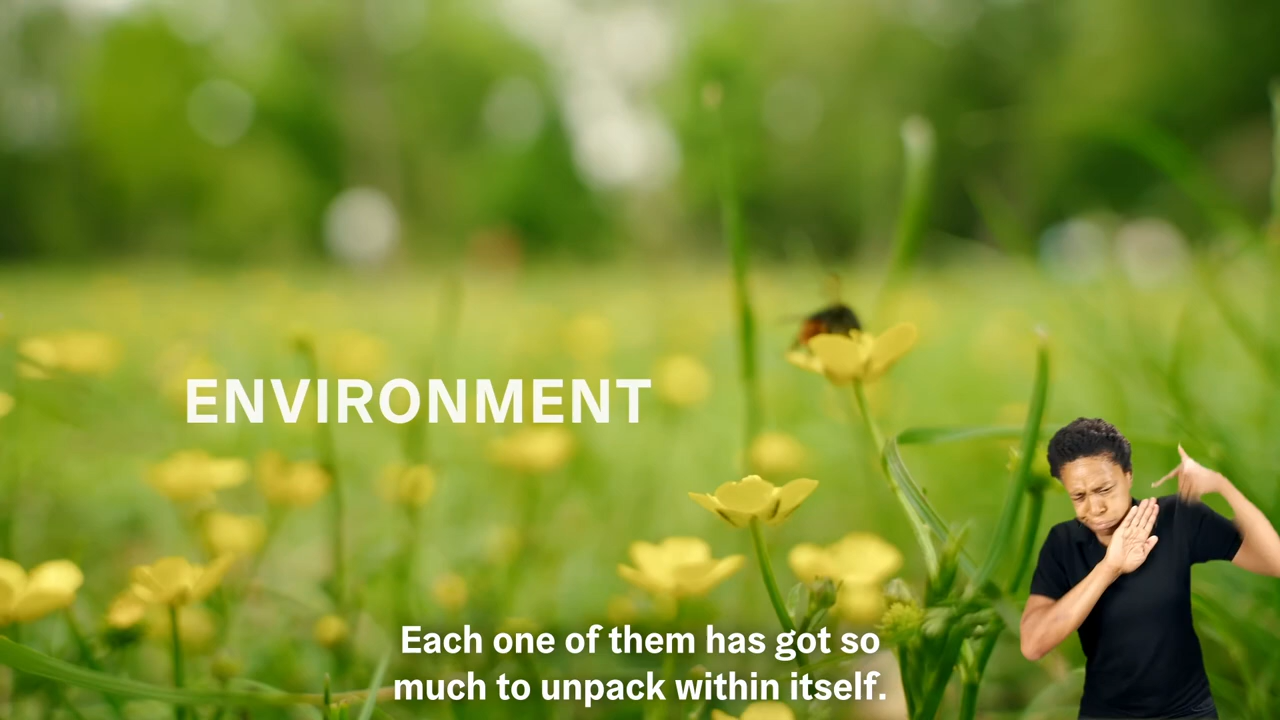 ENVIRONMENT
Each one of them has got so
much to unpack within itself.